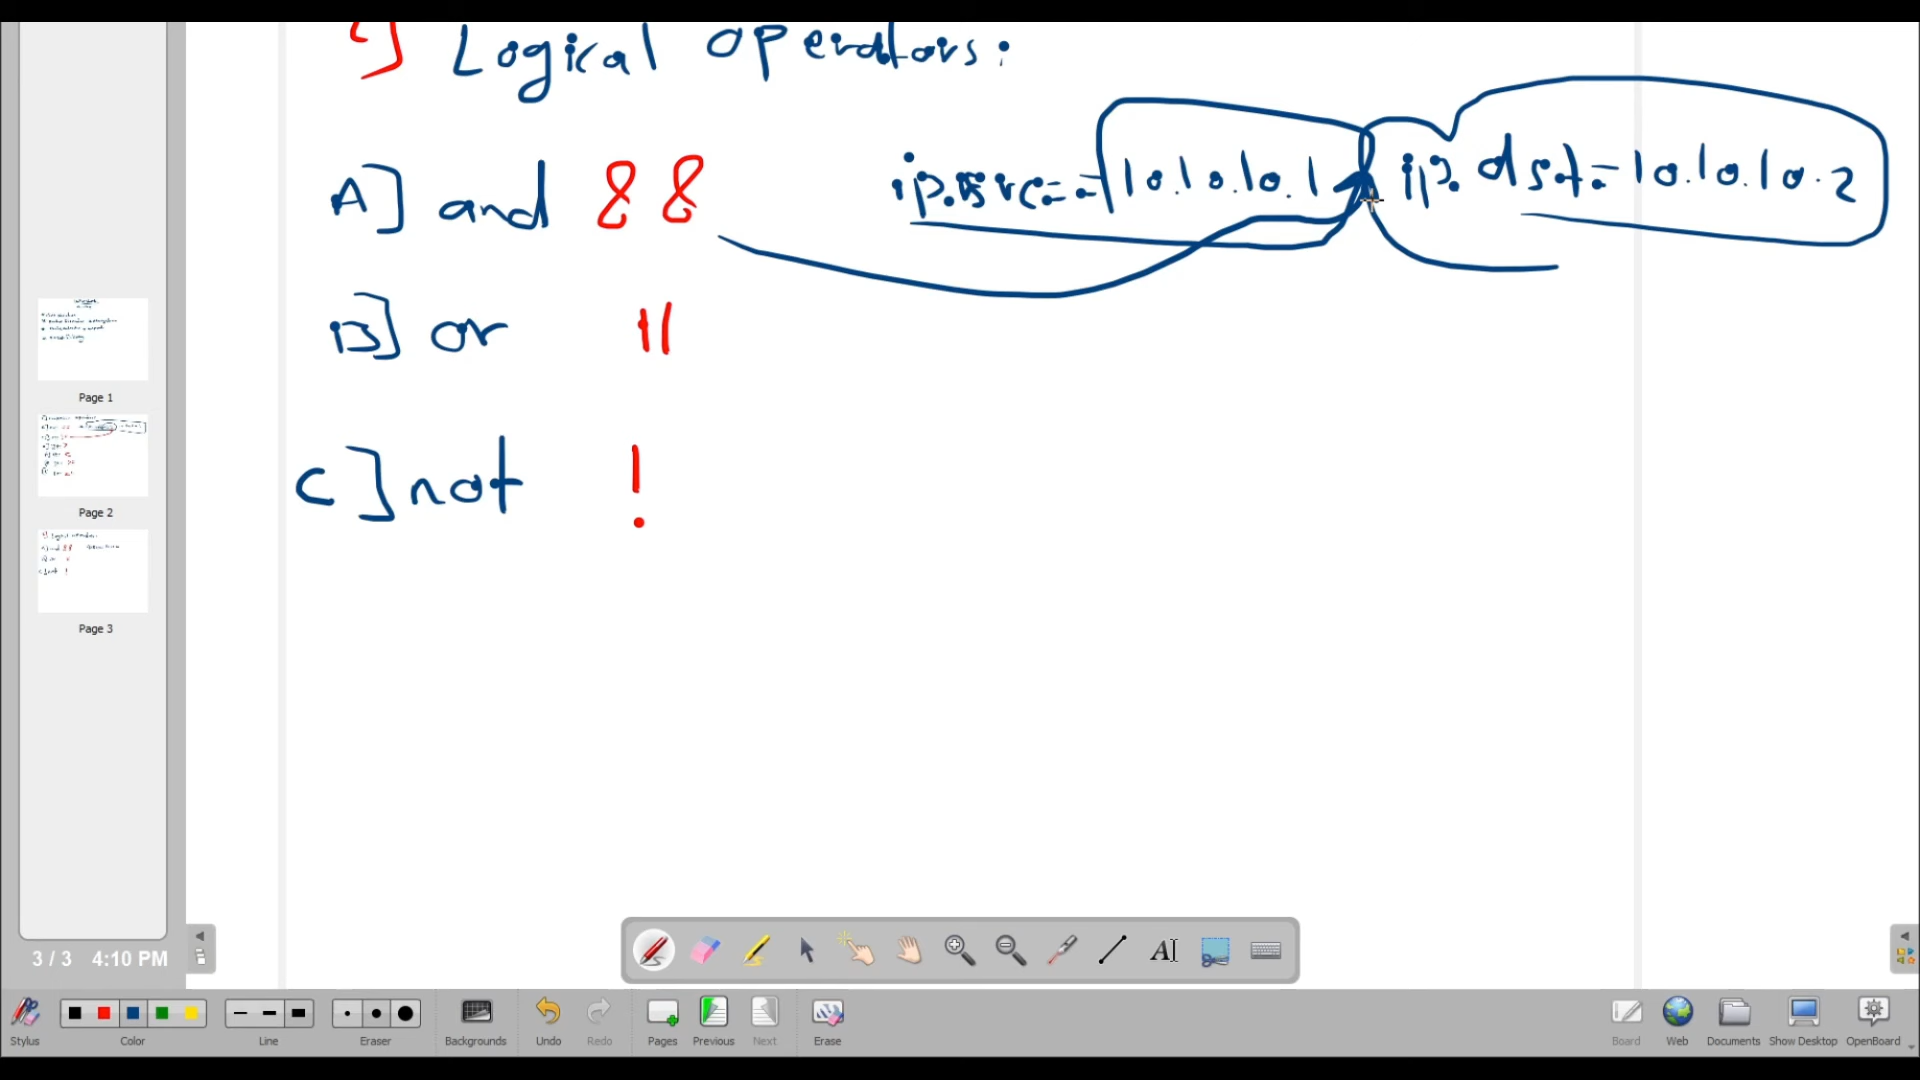 ] Logical operators:
A] and 88 ip.src==10.10.10.1 ip.dst=10.10.10.2
B] or ||
C] not !
Page 1
Page 2
Page 3
3 / 3 4:10 PM
Stylus Color Line Eraser Backgrounds Undo Redo Pages Previous Next Erase Board Web Documents Show Desktop OpenBoard